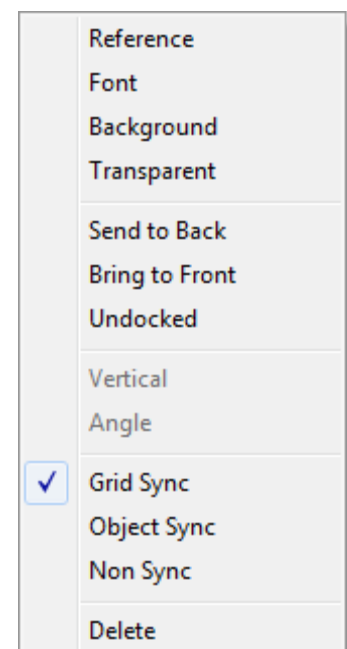 Reference
Font
Background
Transparent
Send to Back
Bring to Front
Undocked
Vertical
Angle
Grid Sync
Object Sync
Non Sync
Delete